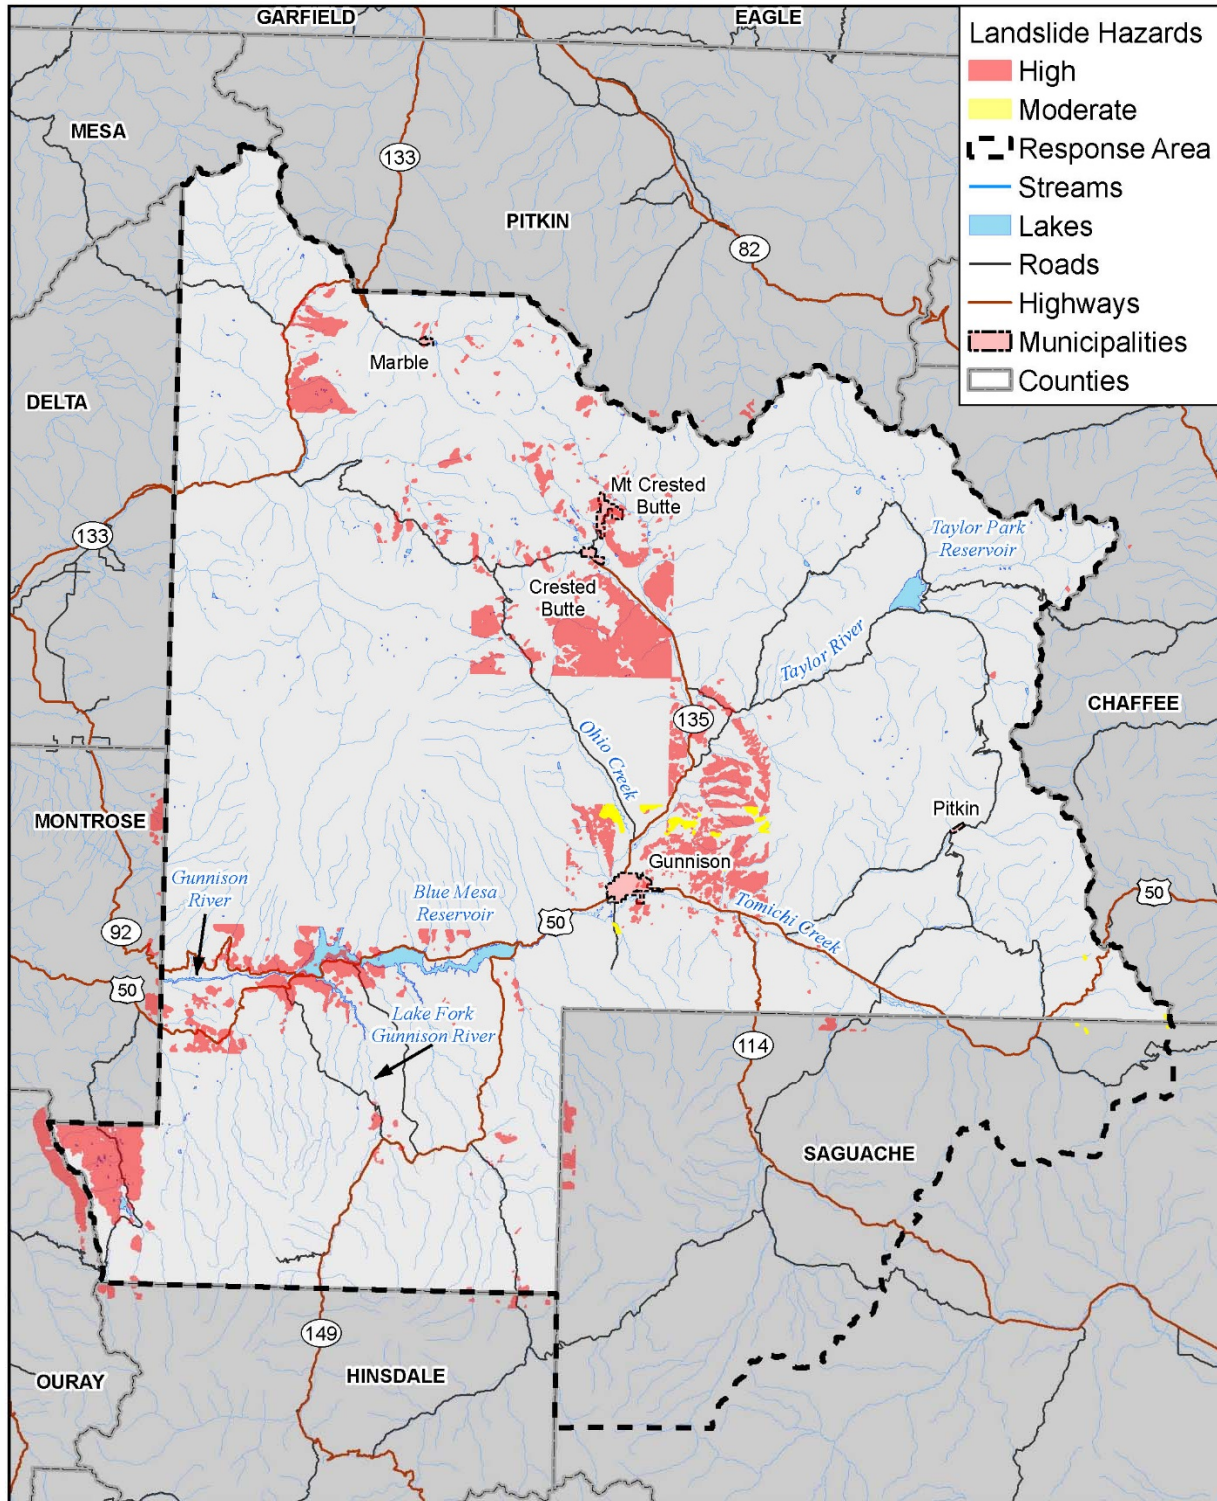 GARFIELD
EAGLE
Landslide Hazards
High
Moderate
Response Area
Streams
Lakes
Roads
Highways
Municipalities
Counties
MESA
133
PITKIN
82
Marble
DELTA
Mt Crested
Butte
133
Taylor Park
Reservoir
Crested
Butte
Taylor River
CHAFFEE
135
Ohio Creek
MONTROSE
Pitkin
Gunnison
Gunnison
River
Blue Mesa
Reservoir
50
Tomichi Creek
50
92
50
Lake Fork
Gunnison River
114
SAGUACHE
149
OURAY
HINSDALE